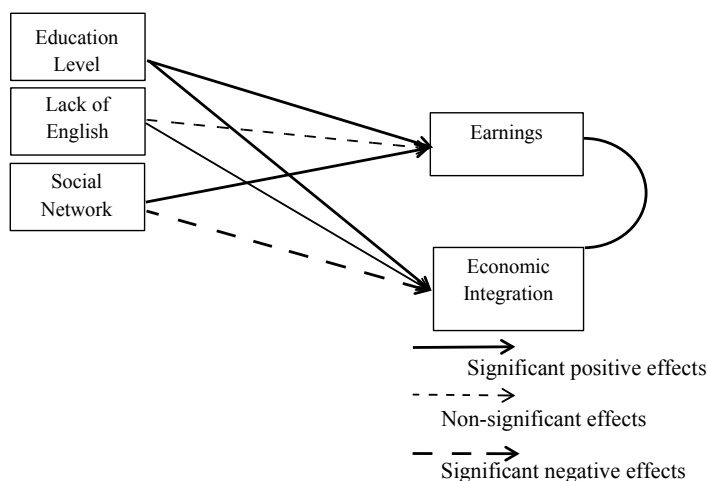 Education
Level
Lack of
English
Social
Network
Earnings
Economic
Integration
Significant positive effects
Non-significant effects
Significant negative effects